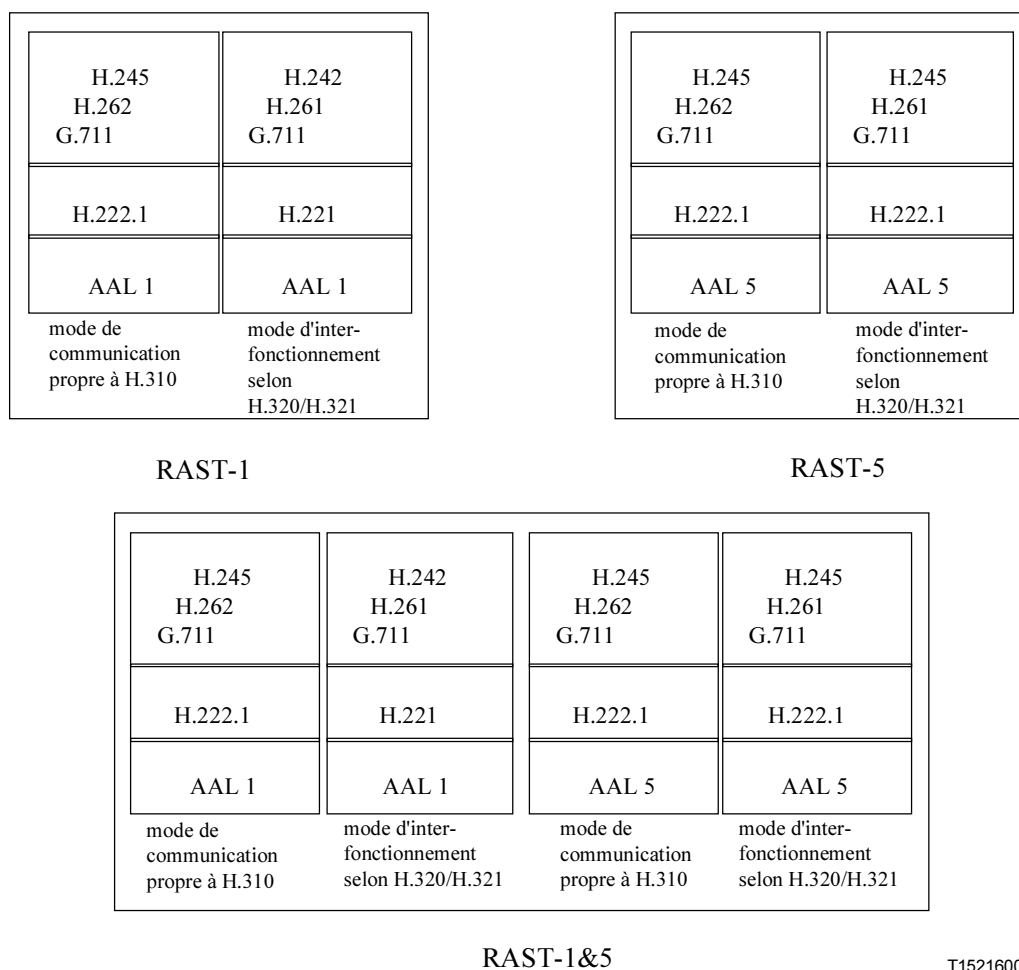 H.245
H.262
G.711
H.222.1
AAL 1
mode de
communication
propre à H.310
H.242
H.261
G.711
H.221
AAL 1
mode d'inter-
fonctionnement
selon
H.320/H.321
RAST-1
H.245
H.262
G.711
H.222.1
AAL 5
mode de
communication
propre à H.310
H.245
H.261
G.711
H.222.1
AAL 5
mode d'inter-
fonctionnement
selon
H.320/H.321
RAST-5
H.245
H.262
G.711
H.222.1
AAL 1
mode de
communication
propre à H.310
H.242
H.261
G.711
H.221
AAL 1
mode d'inter-
fonctionnement
selon H.320/H.321
H.245
H.262
G.711
H.222.1
AAL 5
mode de
communication
propre à H.310
H.245
H.261
G.711
H.222.1
AAL 5
mode d'inter-
fonctionnement
selon H.320/H.321
RAST-1&5
T1521600